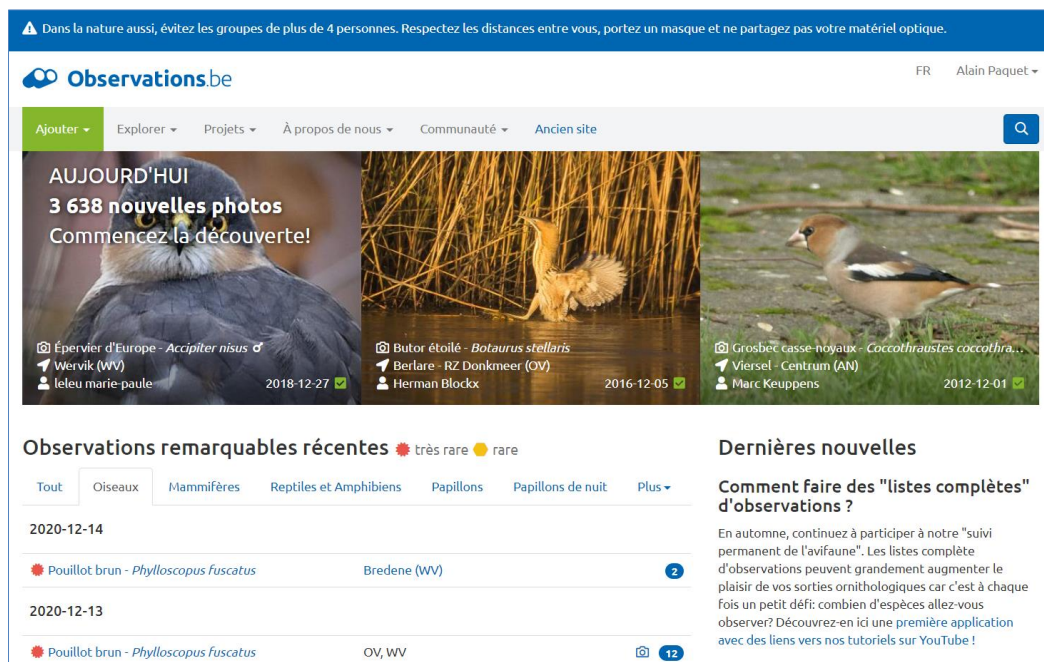 Dans la nature aussi, évitez les groupes de plus de 4 personnes. Respectez les distances entre vous, portez un masque et ne partagez pas votre matériel optique.
Observations.be
FR Alain Paquet
Ajouter Explorer Projets À propos de nous Communauté Ancien site
AUJOURD'HUI
3 638 nouvelles photos
Commencez la découverte!
Épervier d'Europe - Accipiter nisus ♂
Wervik (WV)
leleu marie-paule 2018-12-27
Butor étoilé - Botaurus stellaris
Berlare - RZ Donkmeer (OV)
Herman Blockx 2016-12-05
Grosbec casse-noyaux - Coccothraustes coccothra...
Viersel - Centrum (AN)
Marc Keuppens 2012-12-01
Observations remarquables récentes très rare rare
Tout Oiseaux Mammifères Reptiles et Amphibiens Papillons Papillons de nuit Plus
2020-12-14
Pouillot brun - Phylloscopus fuscatus Bredene (WV) 2
2020-12-13
Pouillot brun - Phylloscopus fuscatus OV, WV 12
Dernières nouvelles
Comment faire des "listes complètes"
d'observations ?
En automne, continuez à participer à notre "suivi
permanent de l'avifaune". Les listes complète
d'observations peuvent grandement augmenter le
plaisir de vos sorties ornithologiques car c'est à chaque
fois un petit défi: combien d'espèces allez-vous
observer? Découvrez-en ici une première application
avec des liens vers nos tutoriels sur YouTube !